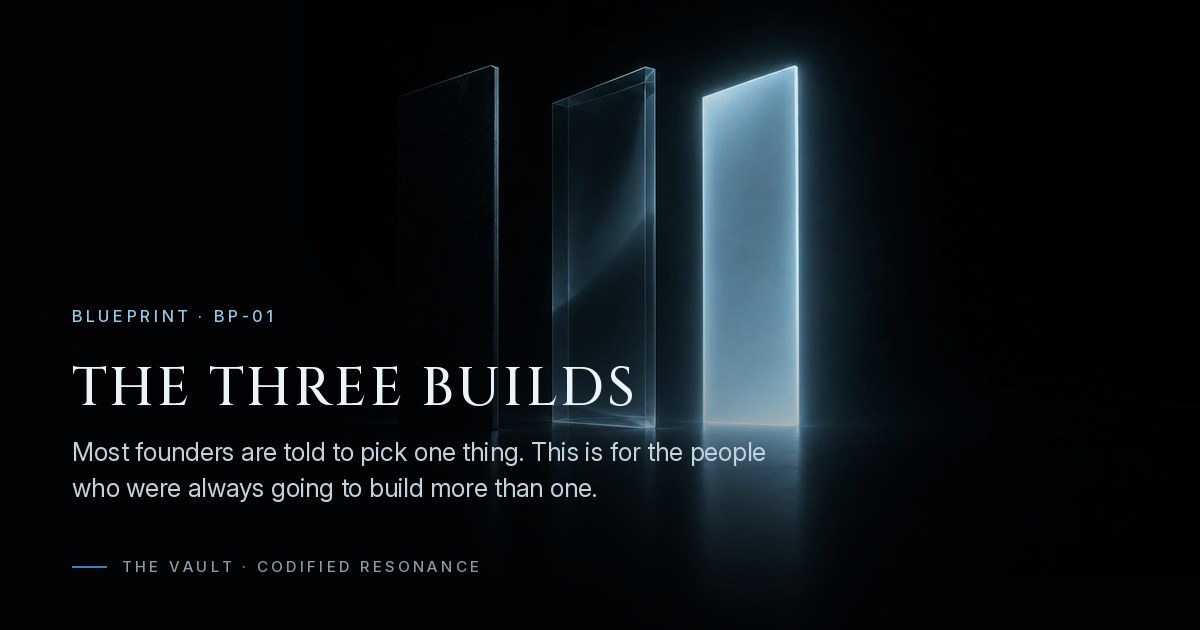 BLUEPRINT · BP-01
THE THREE BUILDS
Most founders are told to pick one thing. This is for the people
who were always going to build more than one.
THE VAULT · CODIFIED RESONANCE